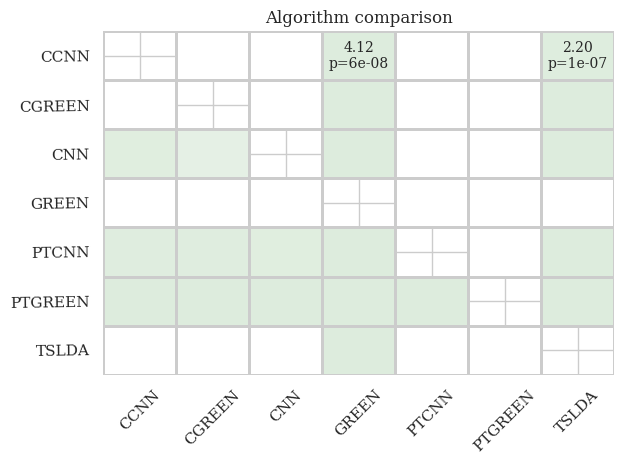 Algorithm comparison
CCNN
4.12
p=6e-08
2.20
p=1e-07
CGREEN
CNN
GREEN
PTCNN
PTGREEN
TSLDA
CCNN
CGREEN
CNN
GREEN
PTCNN
PTGREEN
TSLDA